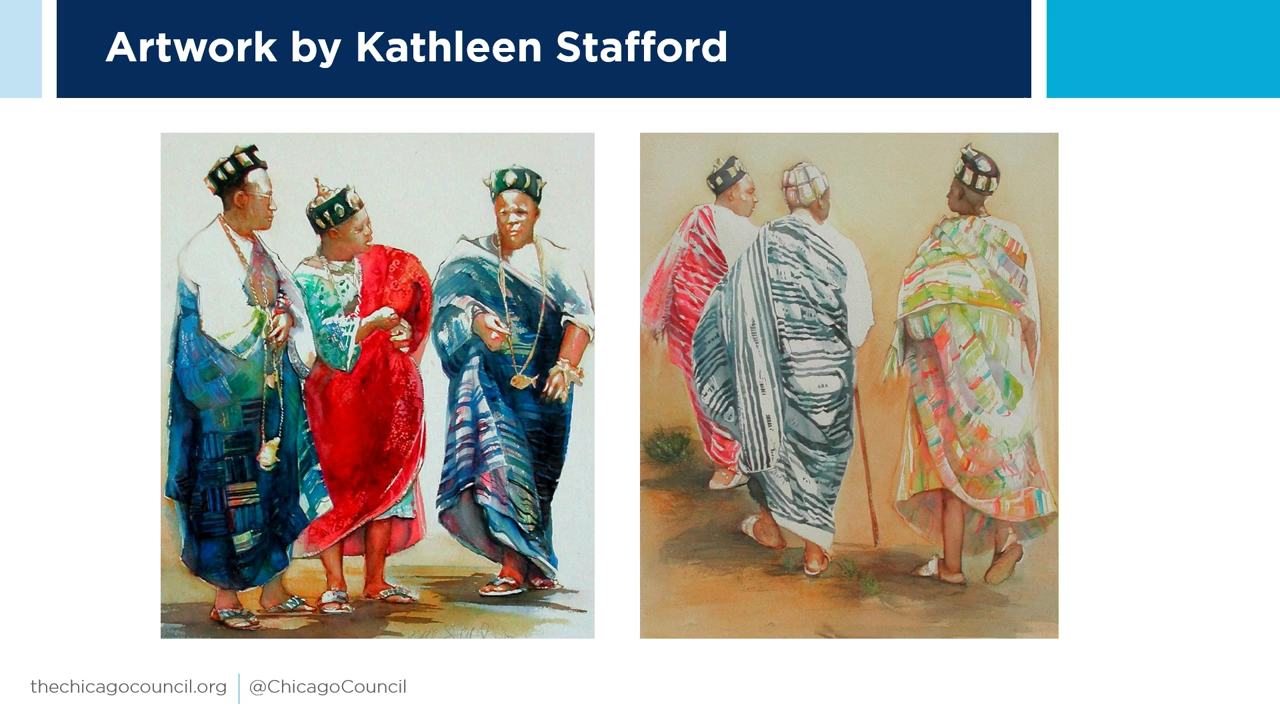 Artwork by Kathleen Stafford
thechicagocouncil.org
@ChicagoCouncil